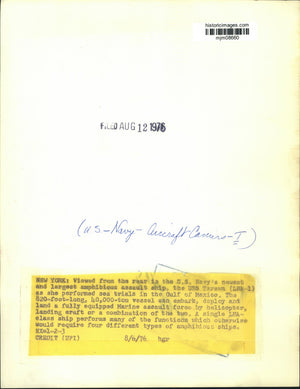 historicimages.com
mjm08660
FILED AUG 12 1976
(U.S-Navy-Aircraft-Carriers-I)
NEW YORK: Viewed from the rear is the U.S. Navy's newest
and largest amphibious assault ship, the USS Tarawa (LHA-1)
as she performed sea trials in the Gulf of Mexico. The
820-foot-long, 40,000-ton vessel can embark, deploy and
land a fully equipped Marine assault force by helicopter,
landing craft or a combination of the two. A single LHA-
class ship performs many of the functions which otherwise
would require four different types of amphibious ships.
CREDIT (UPI) 8/6/76 hgr